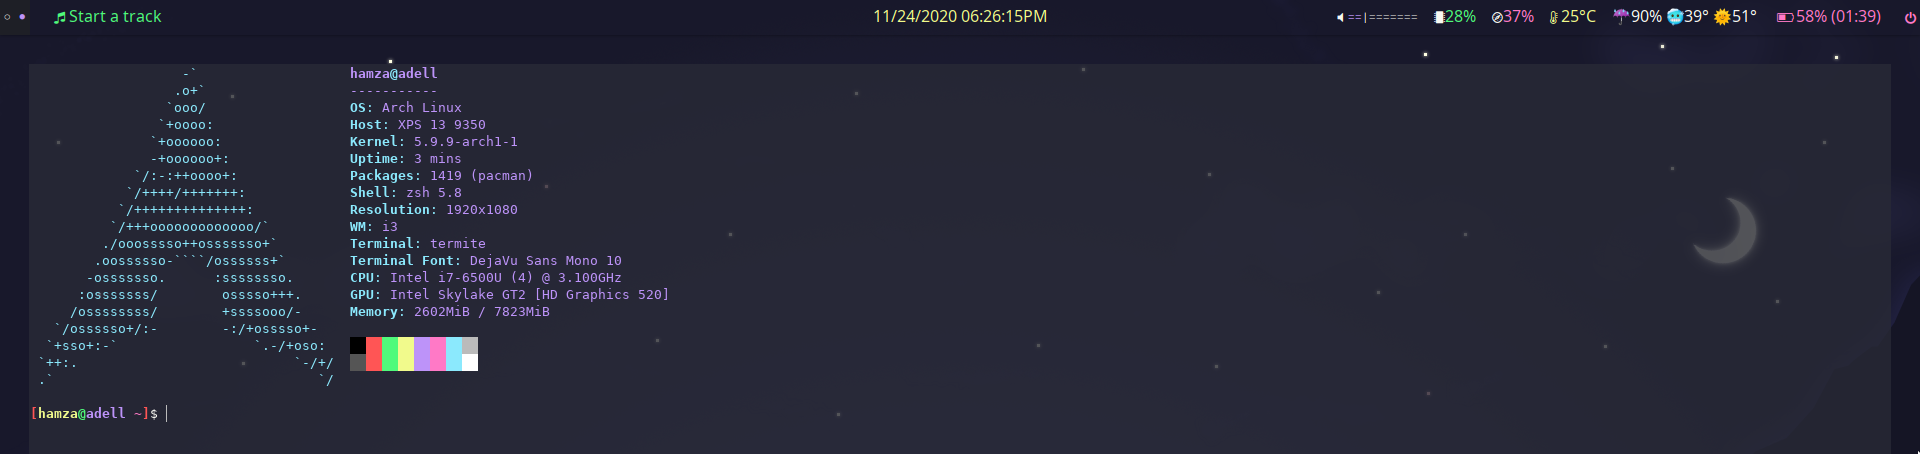 Start a track 11/24/2020 06:26:15PM ==|======= 28% 37% 25°C 90% 39° 51° 58% (01:39)
-` hamza@adell
.o+` -----------
`ooo/ OS: Arch Linux
`+oooo: Host: XPS 13 9350
`+oooooo: Kernel: 5.9.9-arch1-1
-+oooooo+: Uptime: 3 mins
`/:-:++oooo+: Packages: 1419 (pacman)
`/++++/+++++++: Shell: zsh 5.8
`/++++++++++++++: Resolution: 1920x1080
`/+++ooooooooooooo/` WM: i3
./ooosssso++osssssso+` Terminal: termite
.oossssso-````/ossssss+` Terminal Font: DejaVu Sans Mono 10
-osssssso. :ssssssso. CPU: Intel i7-6500U (4) @ 3.100GHz
:osssssss/ osssso+++. GPU: Intel Skylake GT2 [HD Graphics 520]
/ossssssss/ +ssssooo/- Memory: 2602MiB / 7823MiB
`/ossssso+/:- -:/+osssso+-
`+sso+:-` `.-/+oso:
`++:. `-/+/
.` `/
[hamza@adell ~]$